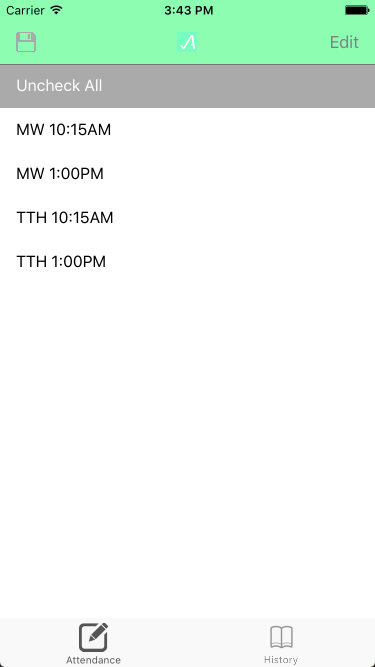 Carrier 3:43 PM
Edit
Uncheck All
MW 10:15AM
MW 1:00PM
TTH 10:15AM
TTH 1:00PM
Attendance History